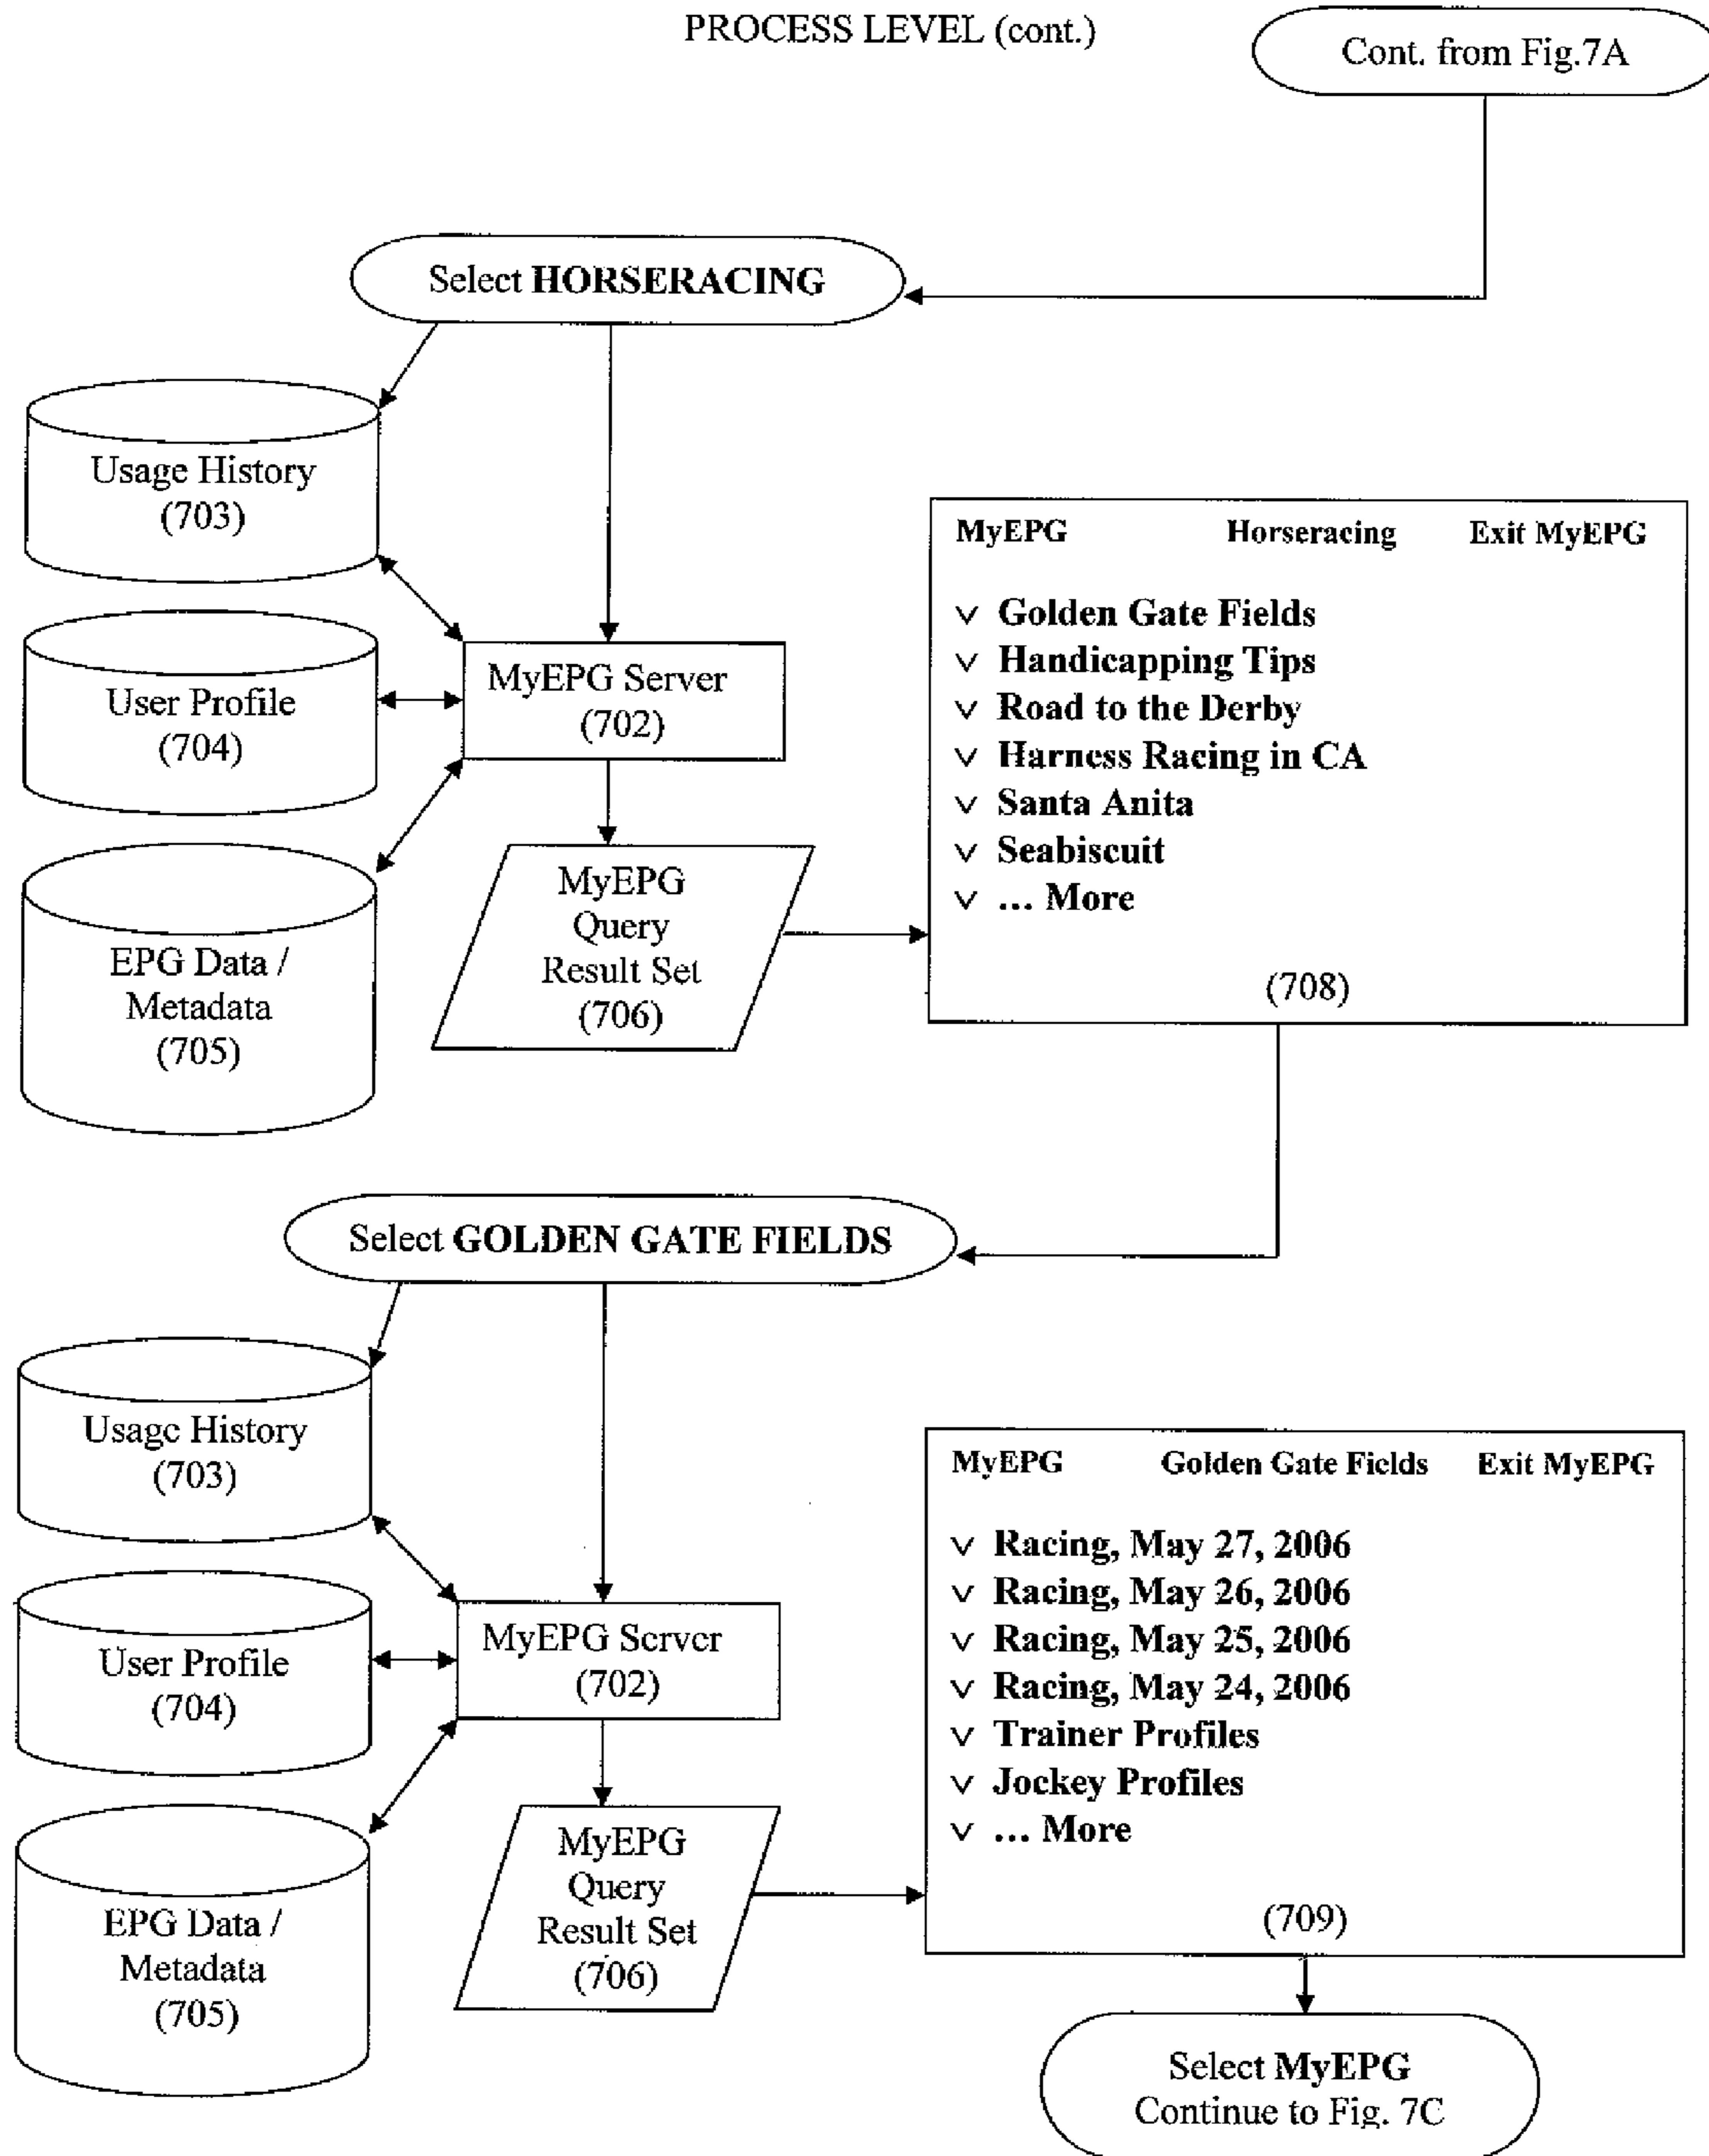 PROCESS LEVEL (cont.)
Cont. from Fig.7A
Select HORSERACING
Usage History
(703)
User Profile
(704)
EPG Data /
Metadata
(705)
MyEPG Server
(702)
MyEPG
Query
Result Set
(706)
MyEPG Horseracing Exit MyEPG
v Golden Gate Fields
v Handicapping Tips
v Road to the Derby
v Harness Racing in CA
v Santa Anita
v Seabiscuit
v ... More
(708)
Select GOLDEN GATE FIELDS
Usage History
(703)
User Profile
(704)
EPG Data /
Metadata
(705)
MyEPG Server
(702)
MyEPG
Query
Result Set
(706)
MyEPG Golden Gate Fields Exit MyEPG
v Racing, May 27, 2006
v Racing, May 26, 2006
v Racing, May 25, 2006
v Racing, May 24, 2006
v Trainer Profiles
v Jockey Profiles
v ... More
(709)
Select MyEPG
Continue to Fig. 7C